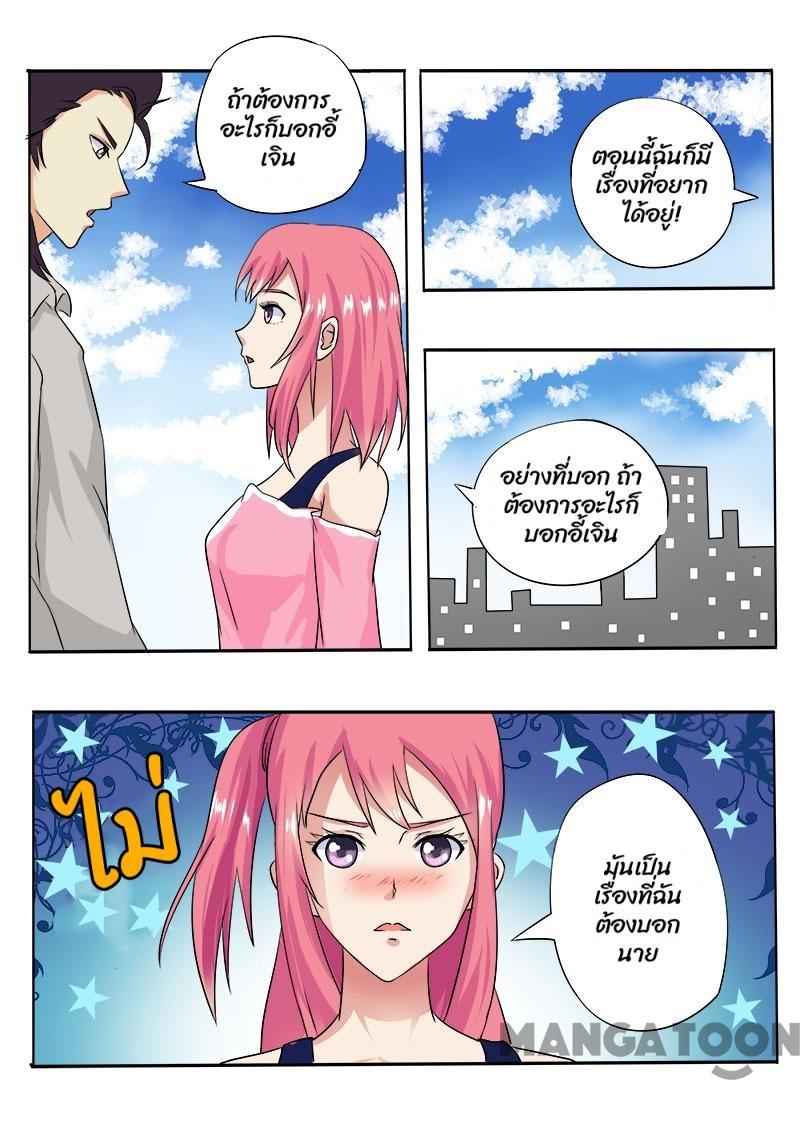 ถ้าต้องการ
อะไรก็บอกอี้
เจิน
ตอนนี้ฉันก็มี
เรื่องที่อยาก
ได้อยู่!
อย่างที่บอก ถ้า
ต้องการอะไรก็
บอกอี้เจิน
ไม่
มันเป็น
เรื่องที่ฉัน
ต้องบอก
นาย
MANGATOON